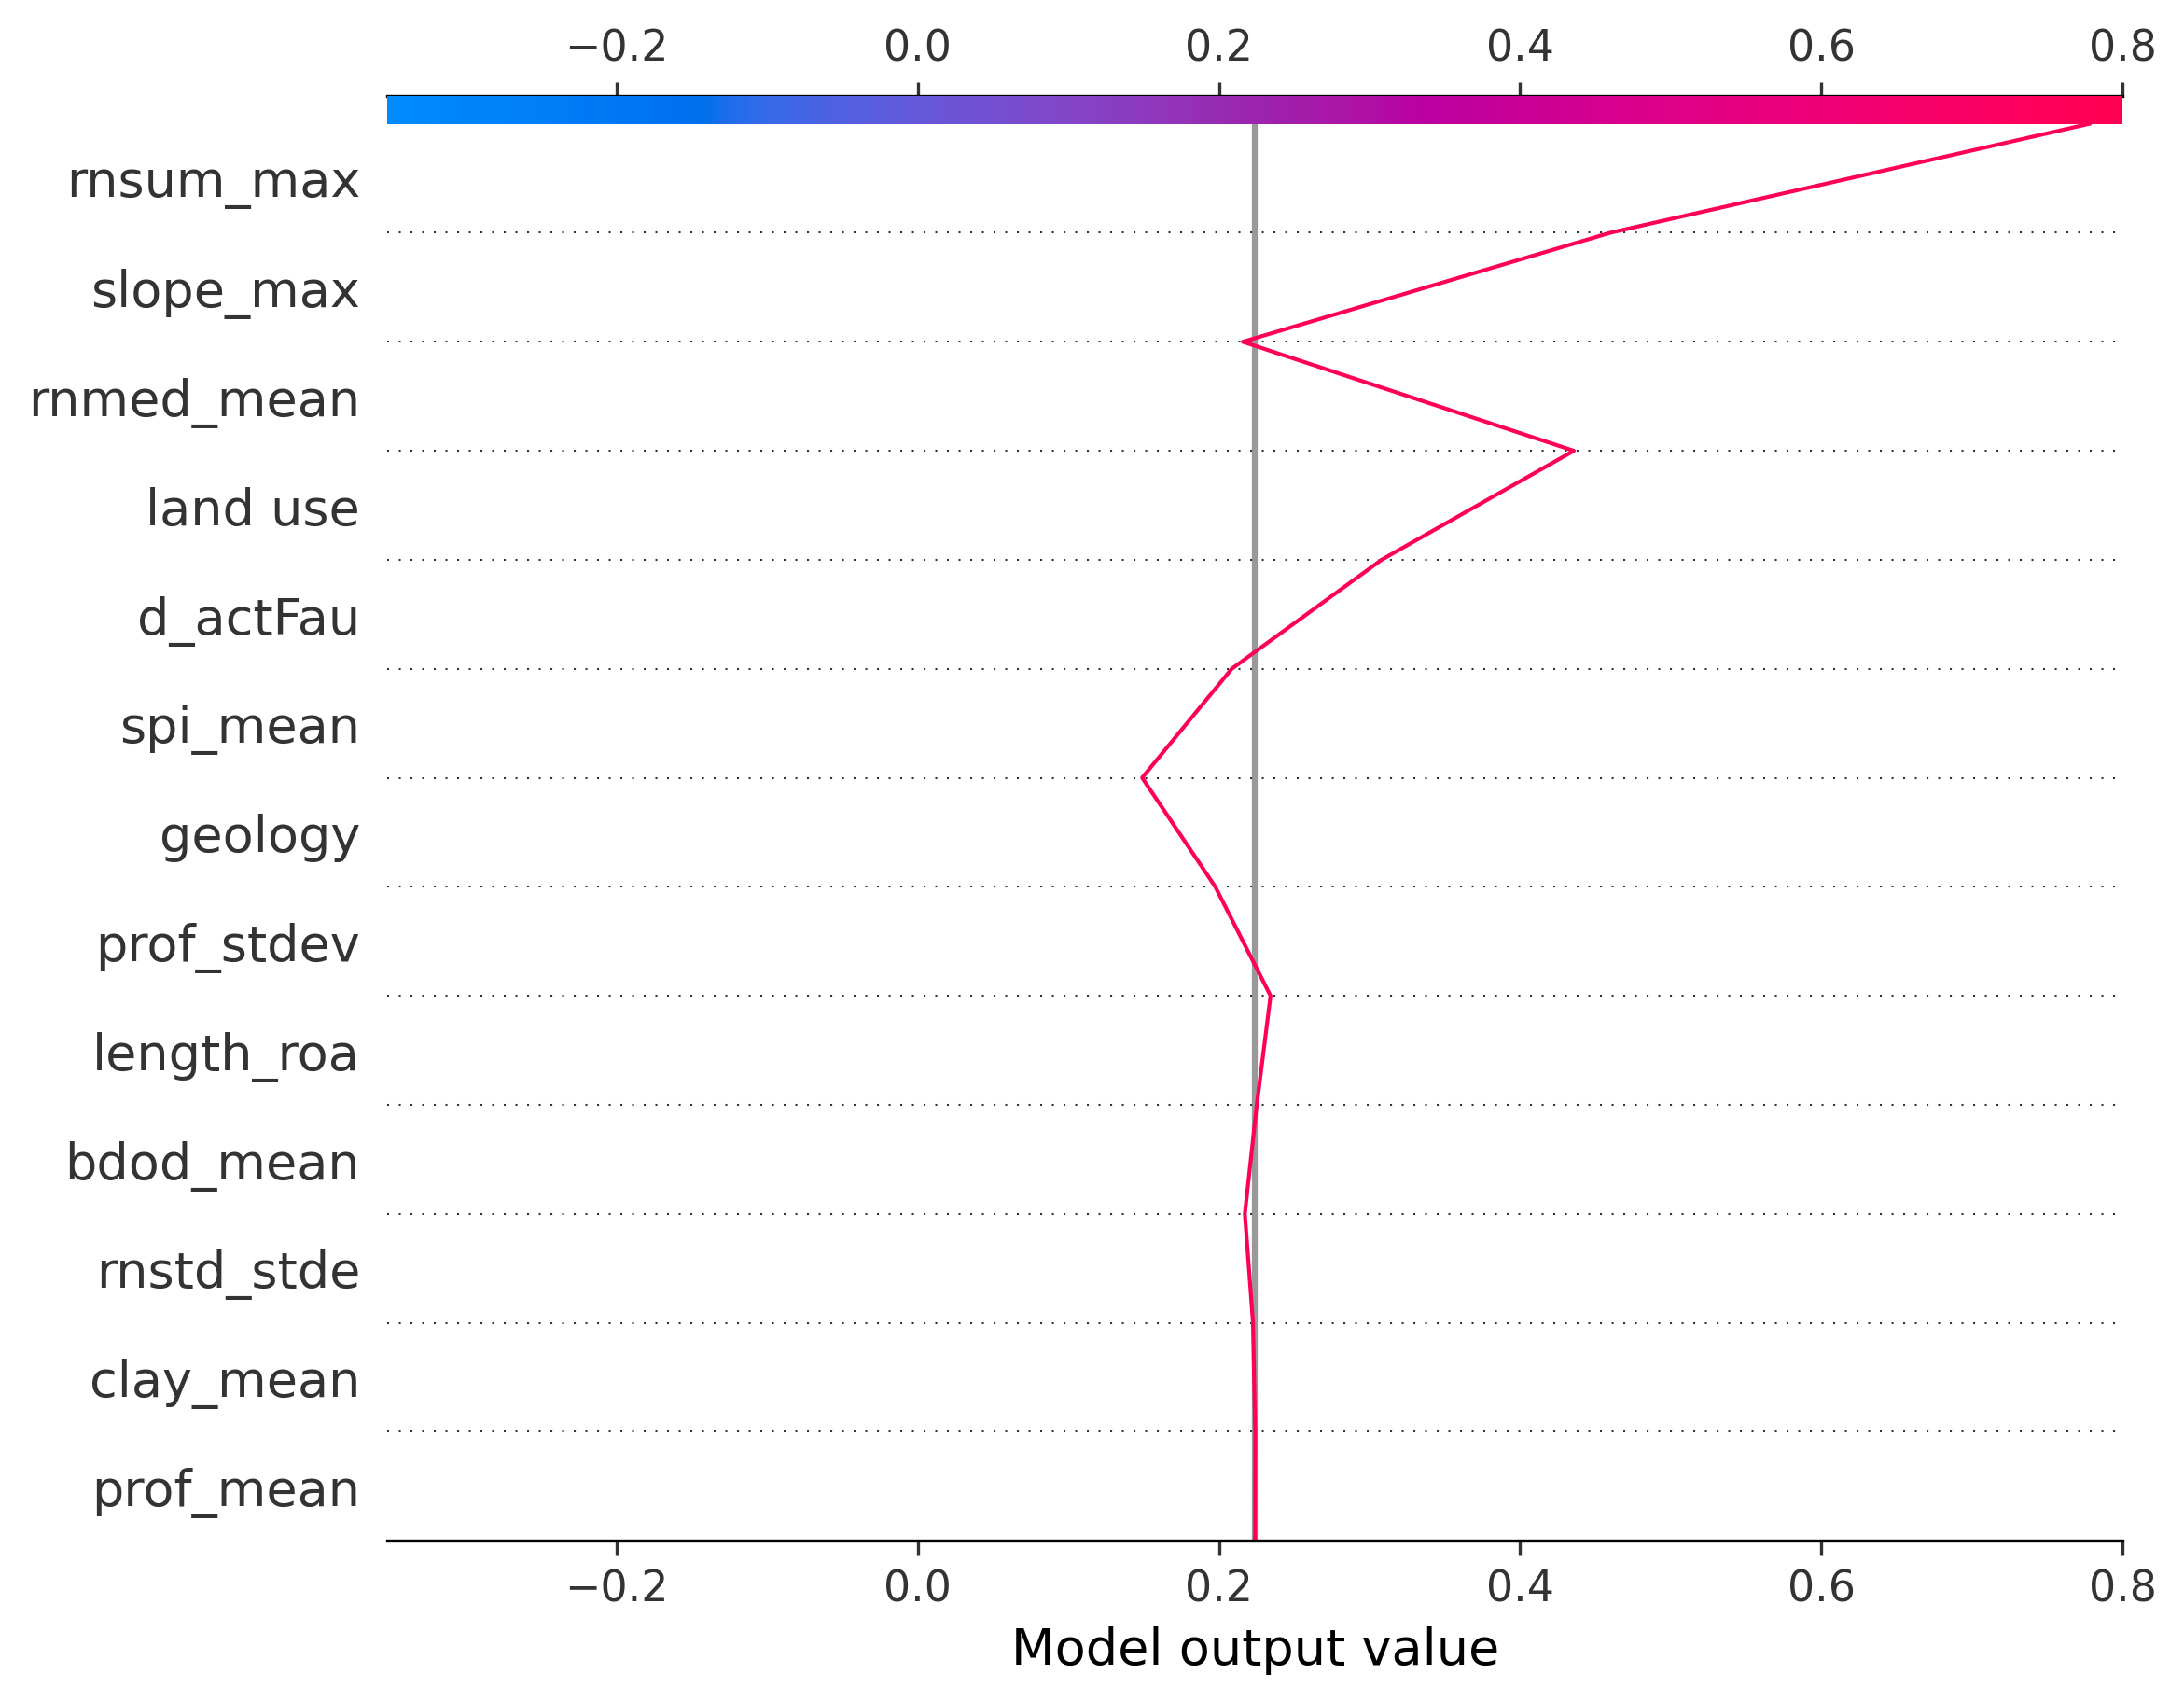 −0.2 0.0 0.2 0.4 0.6 0.8
rnsum_max
slope_max
rnmed_mean
land use
d_actFau
spi_mean
geology
prof_stdev
length_roa
bdod_mean
rnstd_stde
clay_mean
prof_mean
−0.2 0.0 0.2 0.4 0.6 0.8
Model output value